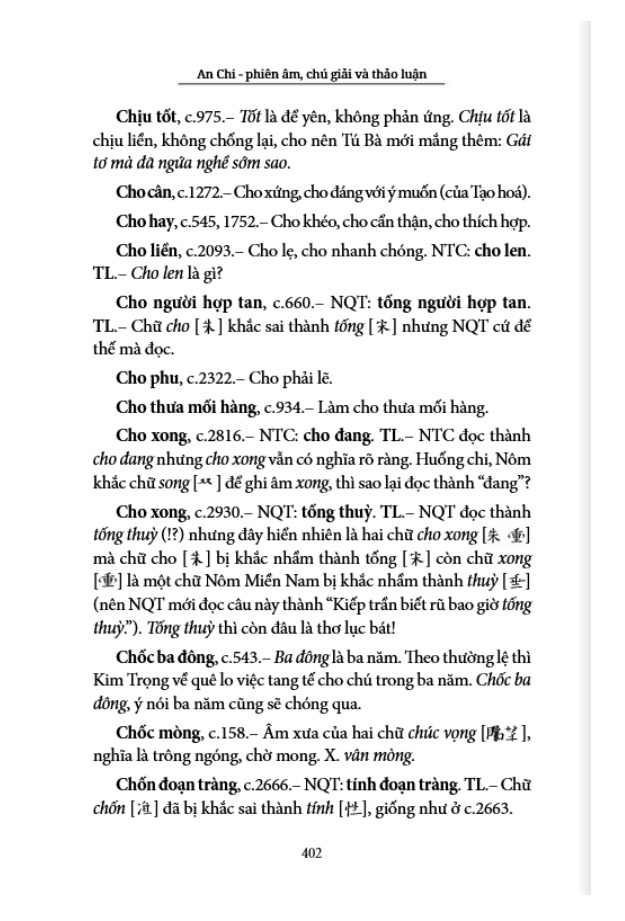 An Chi - phiên âm, chú giải và thảo luận
Chịu tốt, c.975.– Tốt là để yên, không phản ứng. Chịu tốt là
chịu liền, không chống lại, cho nên Tú Bà mới mắng thêm: Gái
tơ mà đã ngứa nghề sớm sao.
Cho cân, c.1272.– Cho xứng, cho đáng với ý muốn (của Tạo hoá).
Cho hay, c.545, 1752.– Cho khéo, cho cẩn thận, cho thích hợp.
Cho liền, c.2093.– Cho lẹ, cho nhanh chóng. NTC: cho len.
TL.– Cho len là gì?
Cho người hợp tan, c.660.– NQT: tống người hợp tan.
TL.– Chữ cho [朱] khắc sai thành tống [宋] nhưng NQT cứ để
thế mà đọc.
Cho phu, c.2322.– Cho phải lẽ.
Cho thưa mối hàng, c.934.– Làm cho thưa mối hàng.
Cho xong, c.2816.– NTC: cho đang. TL.– NTC đọc thành
cho đang nhưng cho xong vẫn có nghĩa rõ ràng. Huống chi, Nôm
khắc chữ song [ ] để ghi âm xong, thì sao lại đọc thành “đang”?
Cho xong, c.2930.– NQT: tống thuỳ. TL.– NQT đọc thành
tống thuỳ (!?) nhưng đây hiển nhiên là hai chữ cho xong [朱 ]
mà chữ cho [朱] bị khắc nhầm thành tống [宋] còn chữ xong
[ ] là một chữ Nôm Miền Nam bị khắc nhầm thành thuỳ [垂]
(nên NQT mới đọc câu này thành “Kiếp trần biết rũ bao giờ tống
thuỳ.”). Tống thuỳ thì còn đâu là thơ lục bát!
Chốc ba đông, c.543.– Ba đông là ba năm. Theo thường lệ thì
Kim Trọng về quê lo việc tang tế cho chú trong ba năm. Chốc ba
đông, ý nói ba năm cũng sẽ chóng qua.
Chốc mòng, c.158.– Âm xưa của hai chữ chúc vọng [矚望],
nghĩa là trông ngóng, chờ mong. X. vân mòng.
Chốn đoạn tràng, c.2666.– NQT: tính đoạn tràng. TL.– Chữ
chốn [准] đã bị khắc sai thành tính [性], giống như ở c.2663.
402